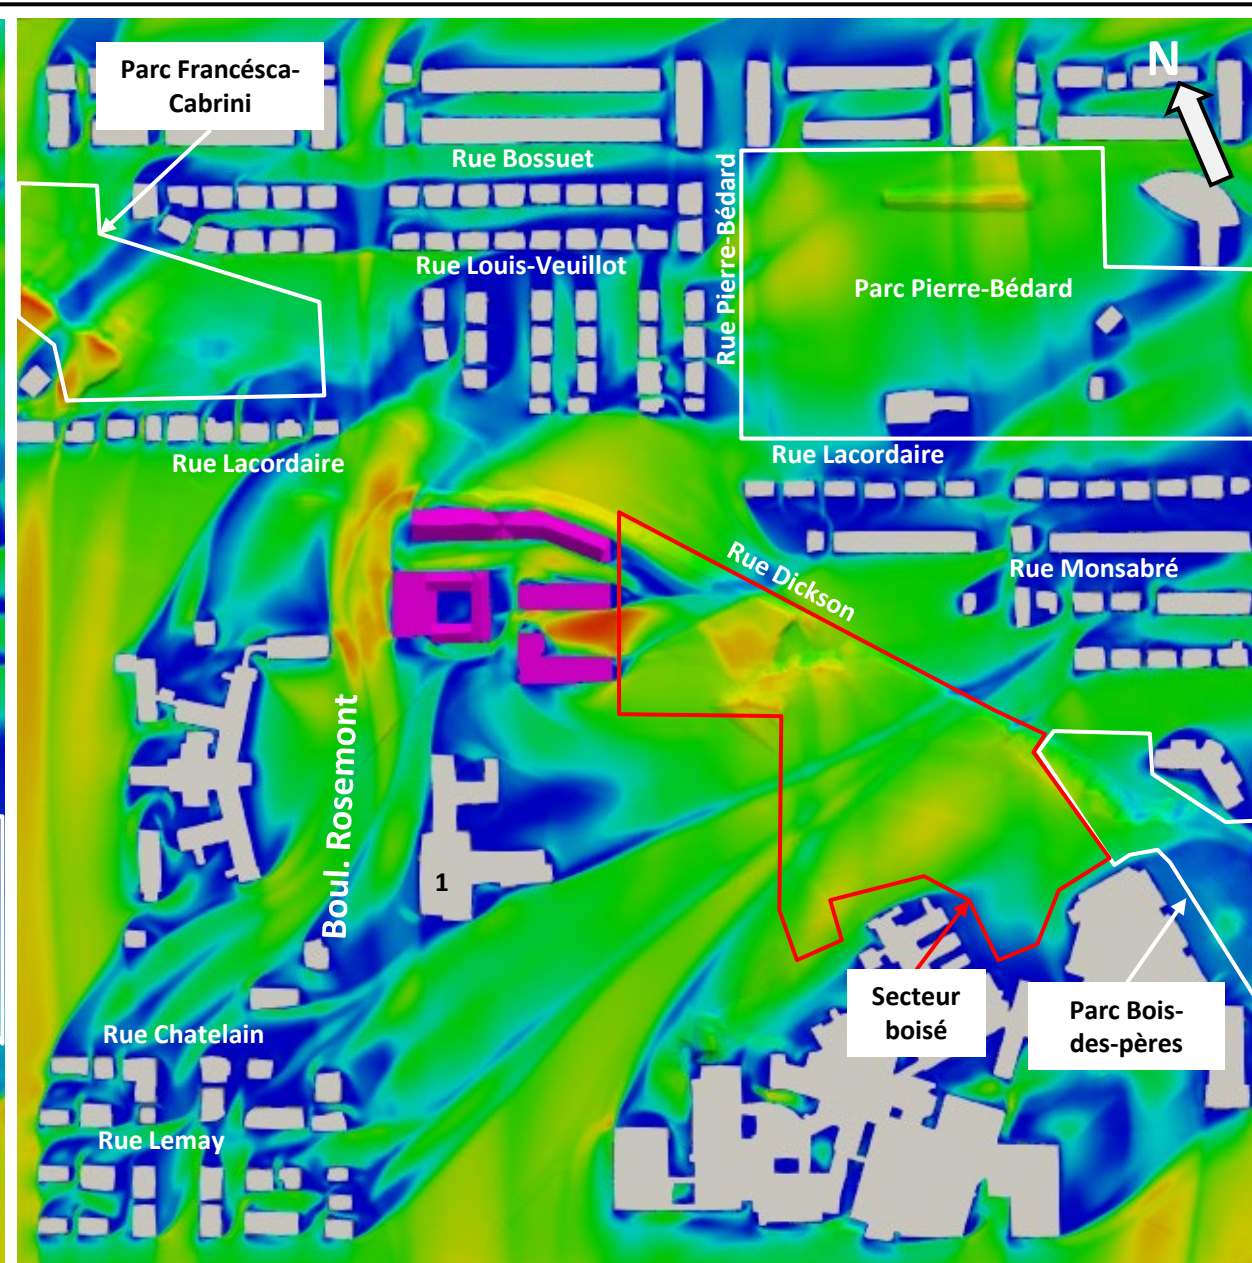 Parc Francésca-
Cabrini
N
Rue Bossuet
Rue Pierre-Bédard
Rue Louis-Veuillot
Parc Pierre-Bédard
Rue Lacordaire
Rue Lacordaire
Rue Dickson
Rue Monsabré
Boul. Rosemont
1
Secteur
boisé
Parc Bois-
des-pères
Rue Chatelain
Rue Lemay